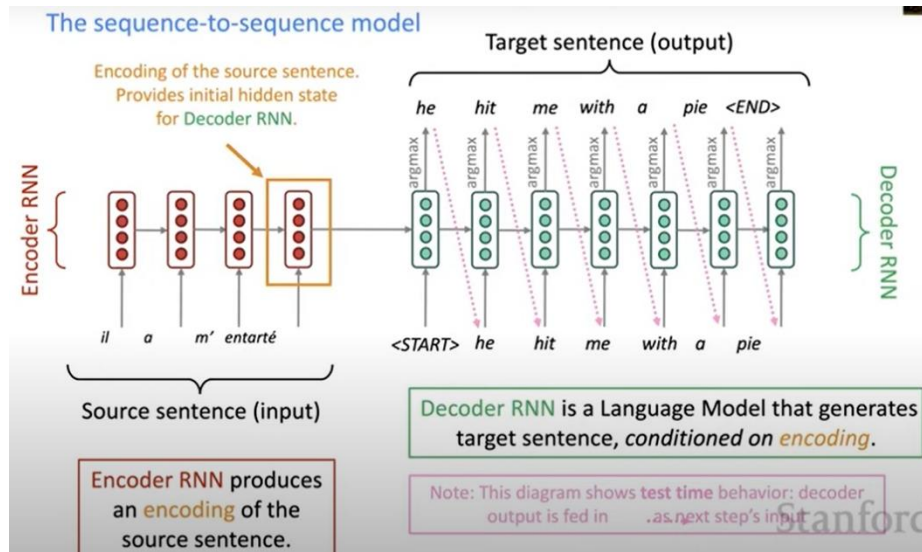 The sequence-to-sequence model
Target sentence (output)
Encoding of the source sentence.
Provides initial hidden state
for Decoder RNN.
he hit me with a pie <END>
argmax argmax argmax argmax argmax argmax argmax
Encoder RNN
Decoder RNN
il a m' entarté
<START> he hit me with a pie
Source sentence (input)
Decoder RNN is a Language Model that generates
target sentence, conditioned on encoding.
Encoder RNN produces
an encoding of the
source sentence.
Note: This diagram shows test time behavior: decoder
output is fed in as next step's input
Stanford